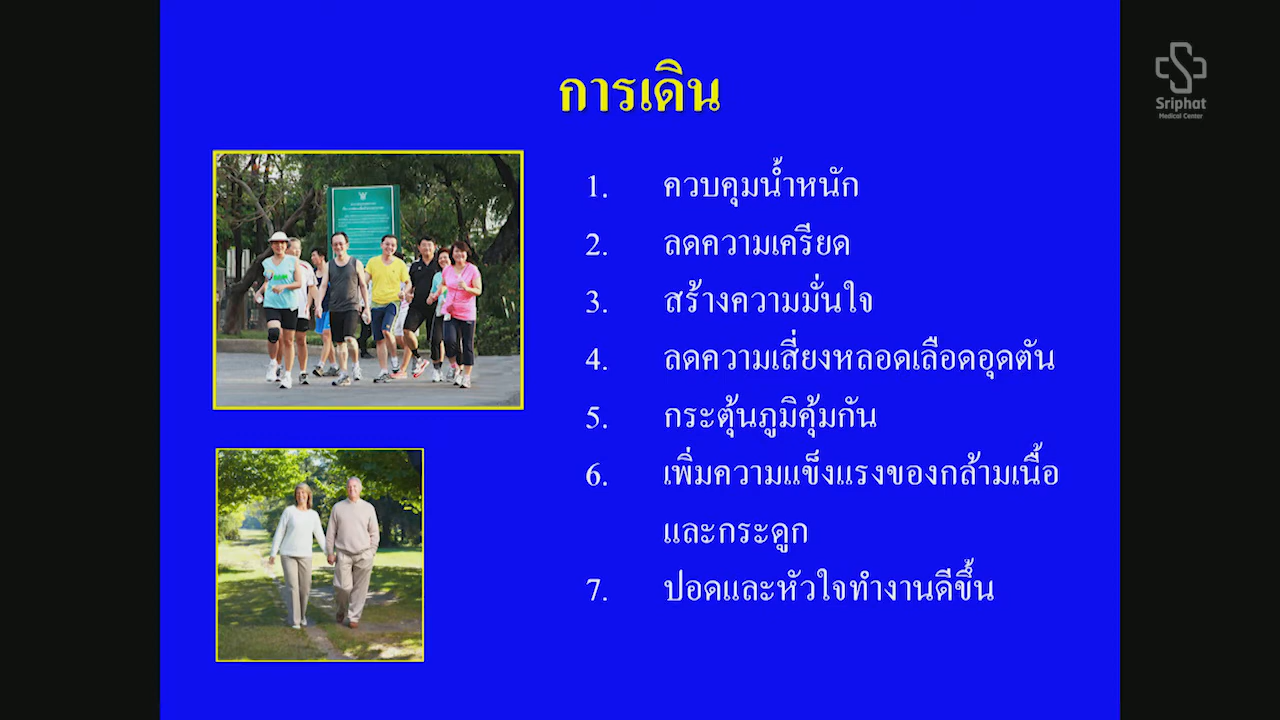 การเดิน
Sriphat
Medical Center
1. ควบคุมน้ำหนัก
2. ลดความเครียด
3. สร้างความมั่นใจ
4. ลดความเสี่ยงหลอดเลือดอุดตัน
5. กระตุ้นภูมิคุ้มกัน
6. เพิ่มความแข็งแรงของกล้ามเนื้อ
และกระดูก
7. ปอดและหัวใจทำงานดีขึ้น